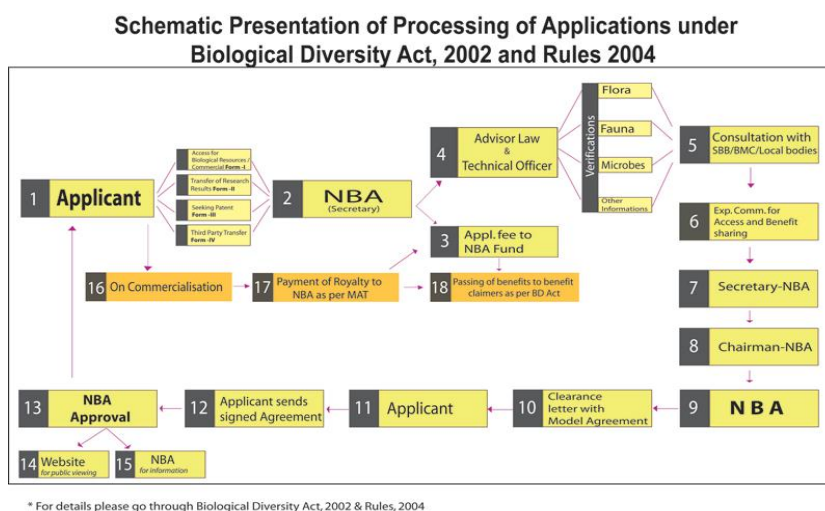 Schematic Presentation of Processing of Applications under
Biological Diversity Act, 2002 and Rules 2004
1 Applicant
Access for
Biological Resources /
Commercial Form -I
Transfer of Research
Results Form -II
Seeking Patent
Form -III
Third Party Transfer
Form -IV
2 NBA
(Secretary)
3 Appl. fee to
NBA Fund
4 Advisor Law
&
Technical Officer
Verifications
Flora
Fauna
Microbes
Other
Informations
5 Consultation with
SBB/BMC/Local bodies
6 Exp. Comm. for
Access and Benefit
sharing
7 Secretary-NBA
8 Chairman-NBA
9 N B A
10 Clearance
letter with
Model Agreement
11 Applicant
12 Applicant sends
signed Agreement
13 NBA
Approval
14 Website
for public viewing
15 NBA
for information
16 On Commercialisation
17 Payment of Royalty to
NBA as per MAT
18 Passing of benefits to benefit
claimers as per BD Act
* For details please go through Biological Diversity Act, 2002 & Rules, 2004